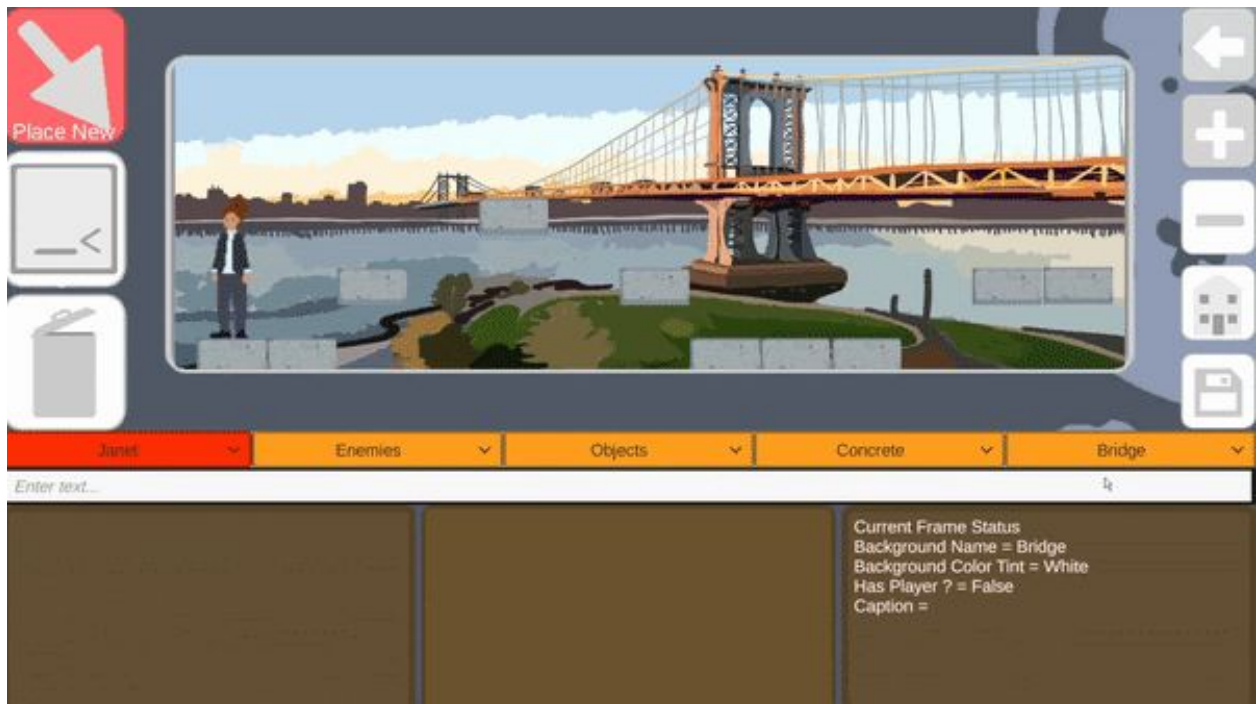 Place New
_<
Janet
Enemies
Objects
Concrete
Bridge
Enter text...
Current Frame Status
Background Name = Bridge
Background Color Tint = White
Has Player ? = False
Caption =